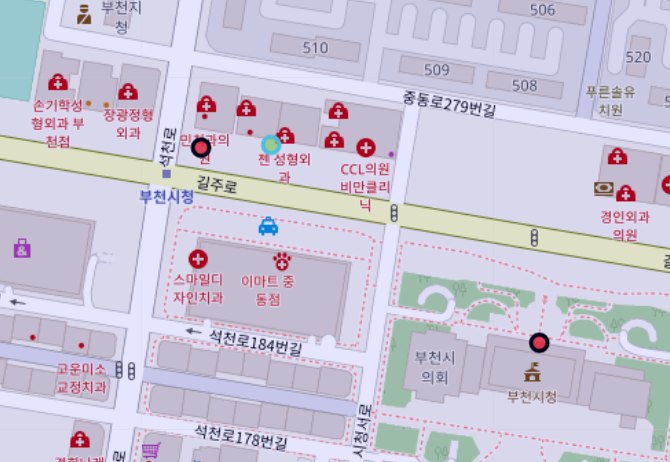 부천지
청
510
506
509
508
520
푸르솔유
치원
중동로279번길
손기학성
형외과 부
천점
장광정형
외과
석천로
젠 성형외
과
CCL의원
비만클리
닉
길주로
부천시청
경인외과
의원
스마일디
자인치과
이마트 중
동점
석천로184번길
고운미소
교정치과
부천시
의회
부천시청
시청서로
석천로178번길
로